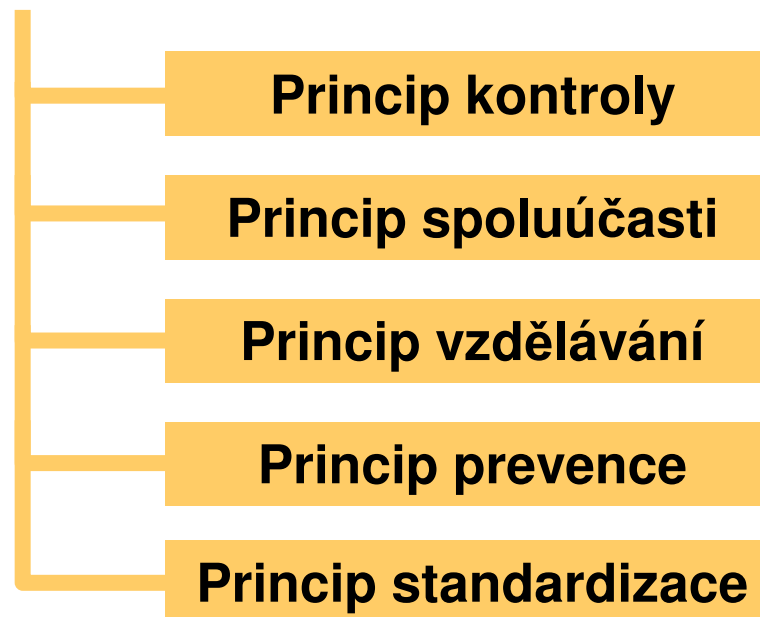 Princip kontroly
Princip spoluúčasti
Princip vzdělávání
Princip prevence
Princip standardizace